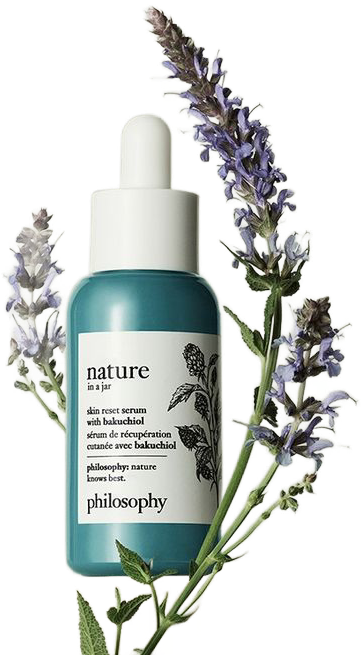 nature
in a jar
skin reset serum
with bakuchiol
sérum de récupération
cutanée avec bakuchiol
philosophy: nature
knows best.
philosophy